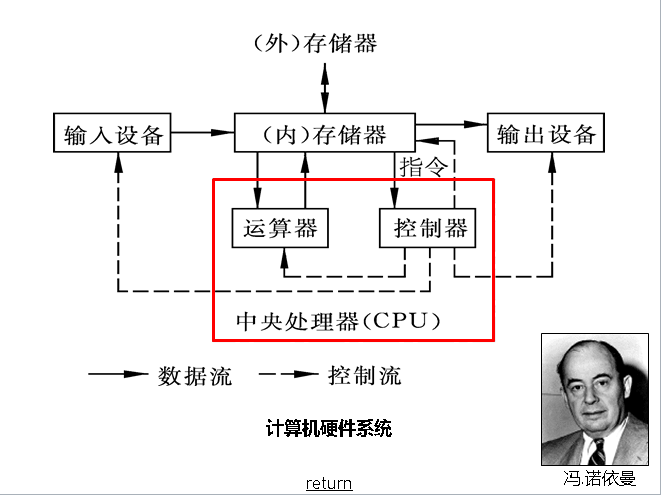 (外)存储器
输入设备
(内)存储器
输出设备
指令
运算器
控制器
中央处理器(CPU)
数据流
控制流
计算机硬件系统
冯.诺依曼
return